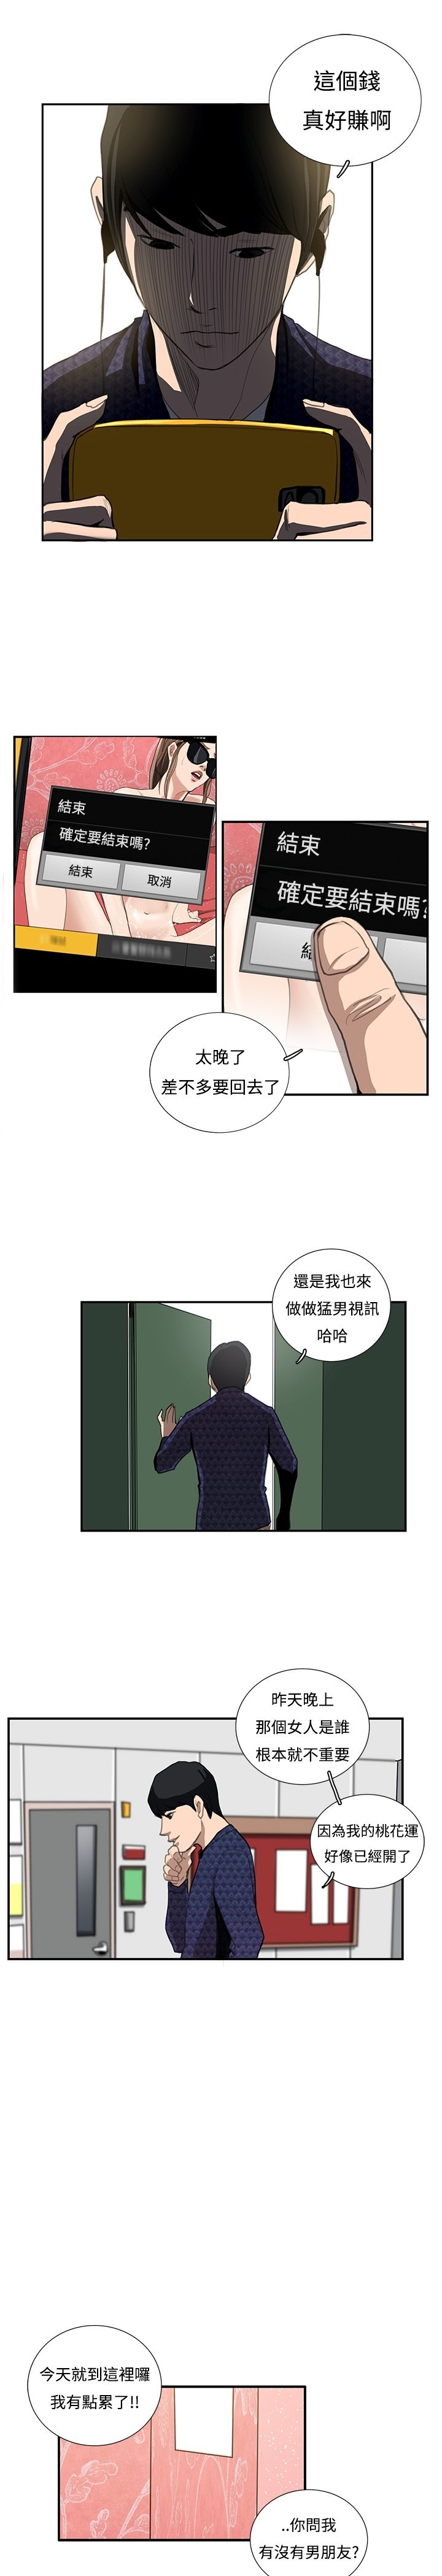 這個錢
真好賺啊
結束
確定要結束嗎?
結束
取消
結束
確定要結束嗎?
結
太晚了
差不多要回去了
還是我也來
做做猛男視訊
哈哈
昨天晚上
那個女人是誰
根本就不重要
因為我的桃花運
好像已經開了
今天就到這裡囉
我有點累了!!
..你問我
有沒有男朋友?